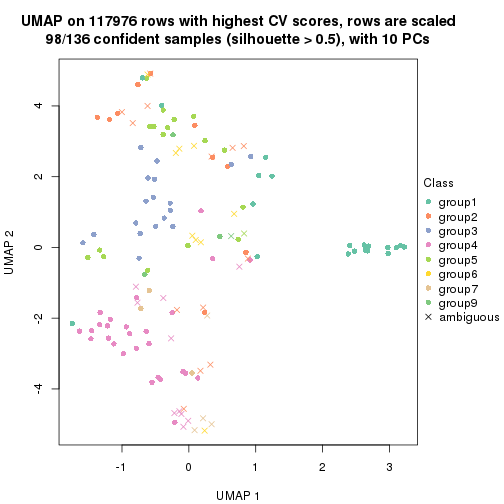 UMAP on 117976 rows with highest CV scores, rows are scaled
98/136 confident samples (silhouette > 0.5), with 10 PCs
4
2
0
-2
-4
UMAP 2
-1
0
1
2
3
UMAP 1
Class
group1
group2
group3
group4
group5
group6
group7
group9
ambiguous